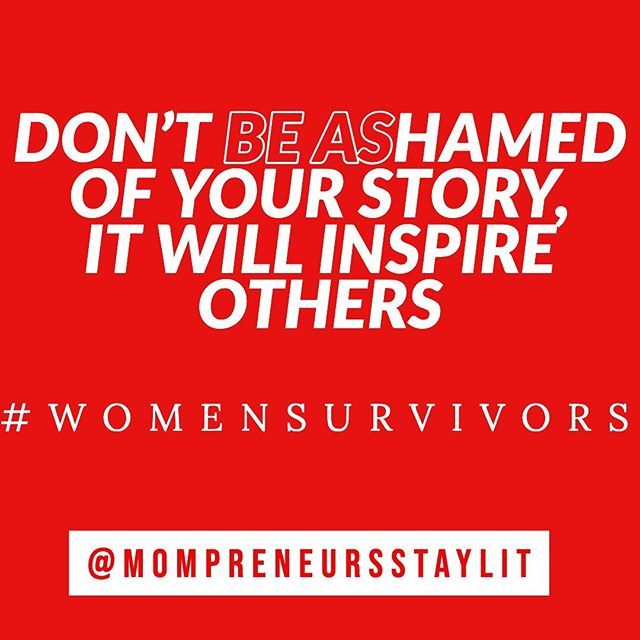 DON'T BE ASHAMED
OF YOUR STORY,
IT WILL INSPIRE
OTHERS
#WOMENSURVIVORS
@MOMPRENEURSSTAYLIT